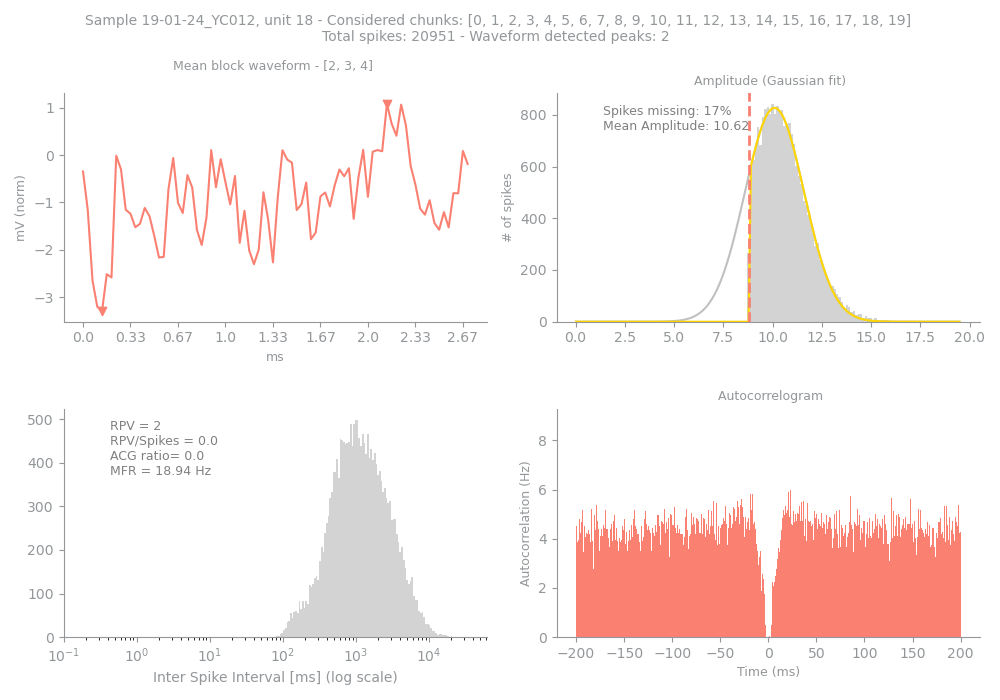 Sample 19-01-24_YC012, unit 18 - Considered chunks: [0, 1, 2, 3, 4, 5, 6, 7, 8, 9, 10, 11, 12, 13, 14, 15, 16, 17, 18, 19]
Total spikes: 20951 - Waveform detected peaks: 2
Mean block waveform - [2, 3, 4]
mV (norm)
1
0
−1
−2
−3
0.0 0.33 0.67 1.0 1.33 1.67 2.0 2.33 2.67
ms
Amplitude (Gaussian fit)
Spikes missing: 17%
Mean Amplitude: 10.62
# of spikes
800
600
400
200
0
0.0 2.5 5.0 7.5 10.0 12.5 15.0 17.5 20.0
RPV = 2
RPV/Spikes = 0.0
ACG ratio= 0.0
MFR = 18.94 Hz
500
400
300
200
100
0
10⁻¹ 10⁰ 10¹ 10² 10³ 10⁴
Inter Spike Interval [ms] (log scale)
Autocorrelogram
Autocorrelation (Hz)
8
6
4
2
0
−200 −150 −100 −50 0 50 100 150 200
Time (ms)